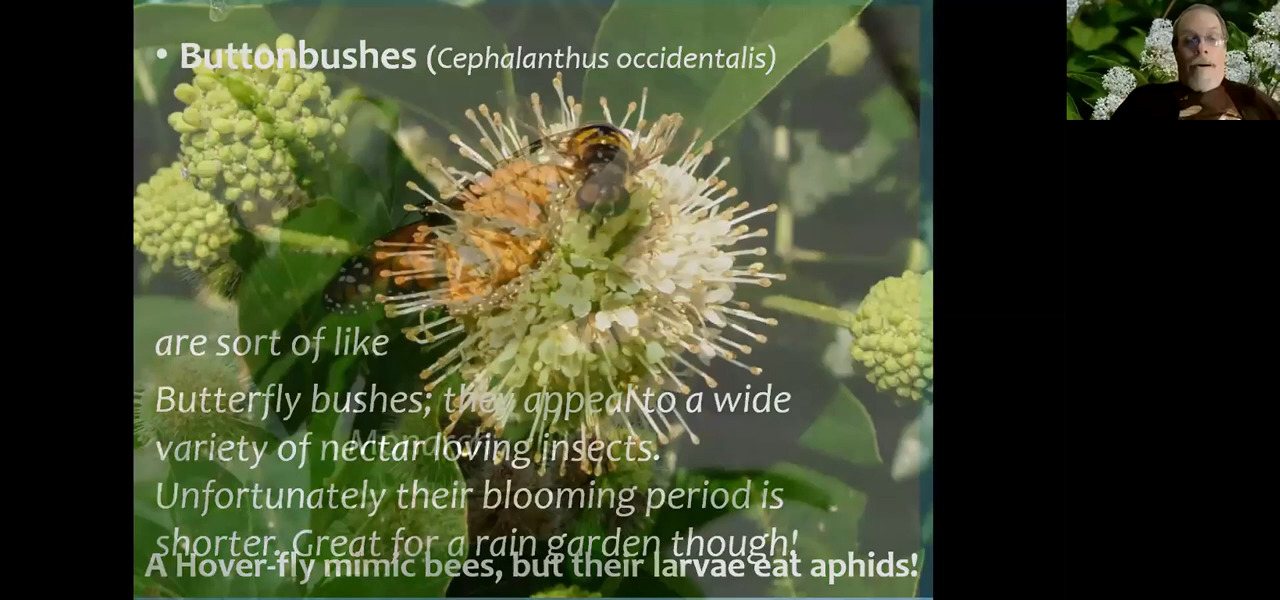 • Buttonbushes (Cephalanthus occidentalis)
are sort of like
Butterfly bushes; they appeal to a wide
variety of nectar loving insects.
Unfortunately their blooming period is
shorter. Great for a rain garden though!
A Hover-fly mimic bees, but their larvae eat aphids!